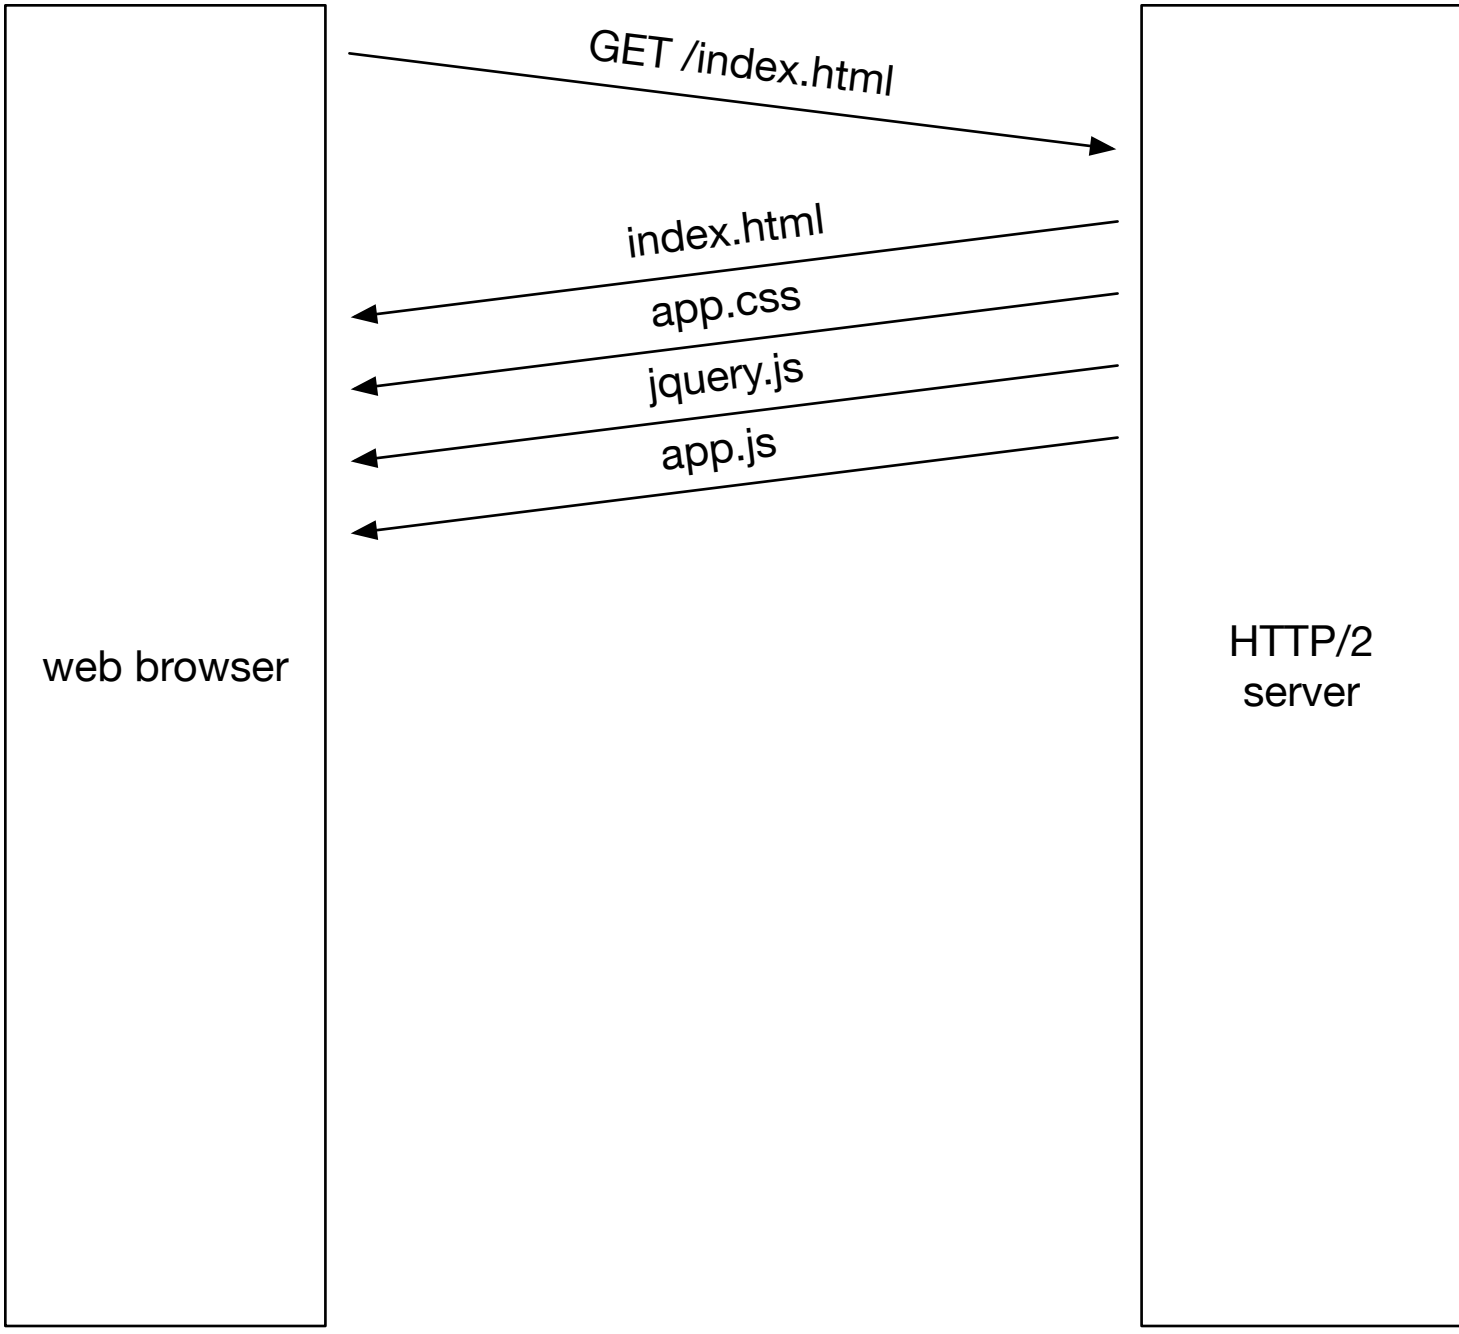 GET /index.html
index.html
app.css
jquery.js
app.js
web browser
HTTP/2
server